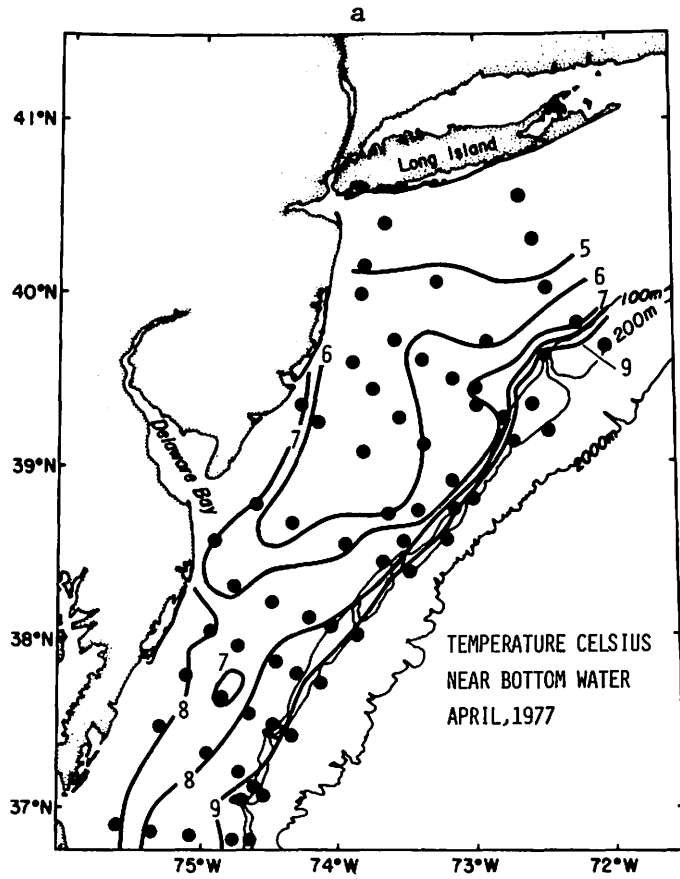 a
41°N
40°N
39°N
38°N
37°N
Long Island
5
6
7
100m
200m
9
6
7
Delaware Bay
2000m
TEMPERATURE CELSIUS
NEAR BOTTOM WATER
APRIL,1977
7
8
8
9
75°W
74°W
73°W
72°W